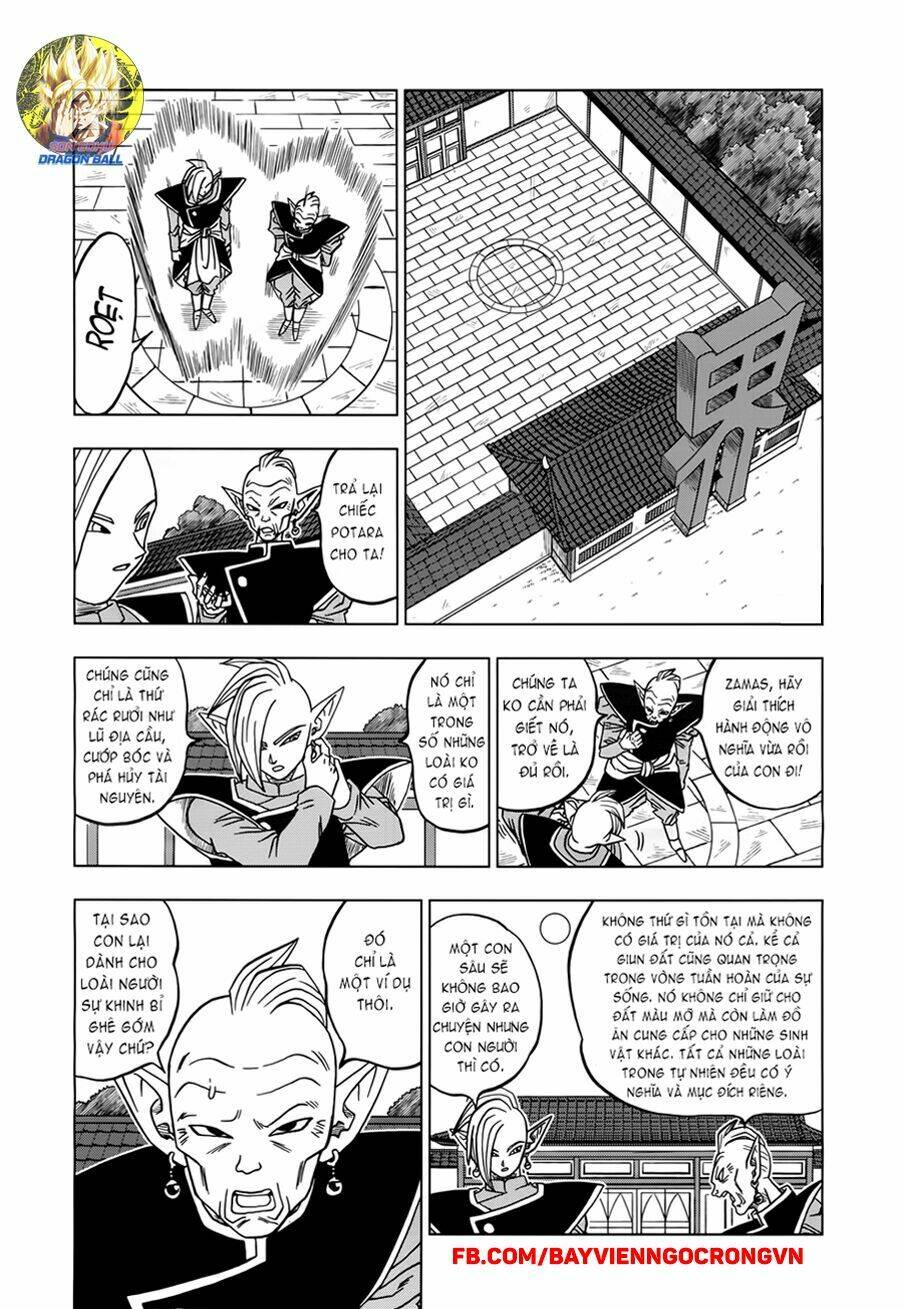 SON GOKU
DRAGON BALL
界
ROẸT
TRẢ LẠI
CHIẾC
POTARA
CHO TA!
ZAMAS, HÃY
GIẢI THÍCH
HÀNH ĐỘNG VÔ
NGHĨA VỪA RỒI
CỦA CON ĐI!
CHÚNG TA
KO CẦN PHẢI
GIẾT NÓ,
TRỞ VỀ LÀ
ĐỦ RỒI.
NÓ CHỈ
LÀ MỘT
TRONG
SỐ NHỮNG
LOÀI KO
CÓ GIÁ
TRỊ GÌ.
CHÚNG CŨNG
CHỈ LÀ THỨ
RÁC RƯỞI NHƯ
LŨ ĐỊA CẦU,
CƯỚP BÓC VÀ
PHÁ HỦY TÀI
NGUYÊN.
KHÔNG THỨ GÌ TỒN TẠI MÀ KHÔNG
CÓ GIÁ TRỊ CỦA NÓ CẢ. KỂ CẢ
GIUN ĐẤT CŨNG QUAN TRỌNG
TRONG VÒNG TUẦN HOÀN CỦA SỰ
SỐNG. NÓ KHÔNG CHỈ GIỮ CHO
ĐẤT MÀU MỠ MÀ CÒN LÀM ĐỒ
ĂN CUNG CẤP CHO NHỮNG SINH
VẬT KHÁC. TẤT CẢ NHỮNG LOÀI
TRONG TỰ NHIÊN ĐỀU CÓ Ý
NGHĨA VÀ MỤC ĐÍCH RIÊNG.
MỘT CON
SÂU SẼ
KHÔNG BAO
GIỜ GÂY RA
CHUYỆN NHƯNG
CON NGƯỜI
THÌ CÓ.
ĐÓ
CHỈ LÀ
MỘT VÍ DỤ
THÔI.
TẠI SAO
CON LẠI
DÀNH CHO
LOÀI NGƯỜI
SỰ KHINH BỈ
GHÊ GỚM
VẬY CHỨ?
FB.COM/BAYVIENNGOCRONGVN